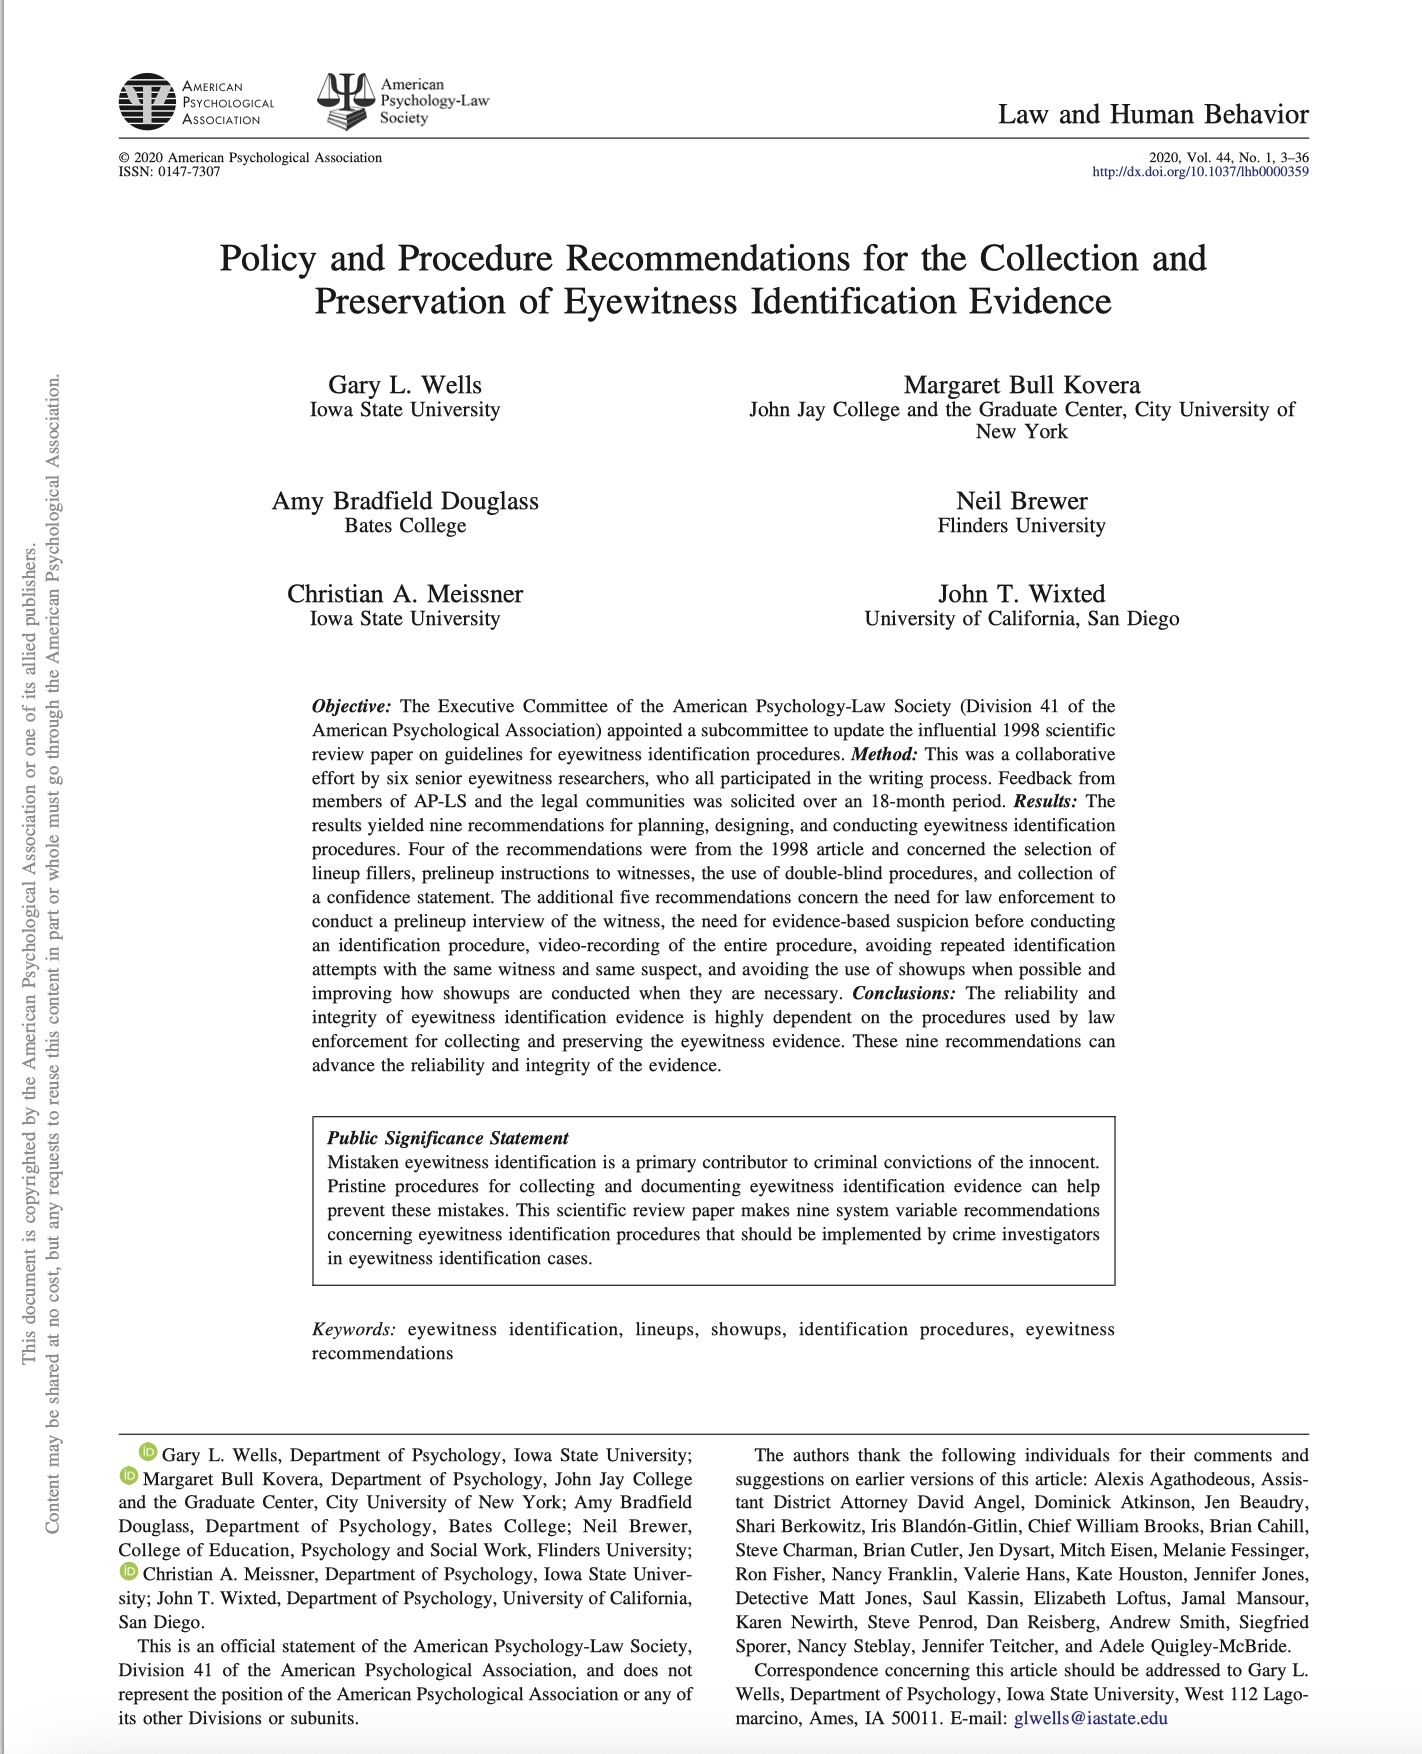 AMERICAN
PSYCHOLOGICAL
ASSOCIATION
American
Psychology-Law
Society
Law and Human Behavior
© 2020 American Psychological Association
ISSN: 0147-7307
2020, Vol. 44, No. 1, 3–36
http://dx.doi.org/10.1037/lhb0000359
Policy and Procedure Recommendations for the Collection and
Preservation of Eyewitness Identification Evidence
Gary L. Wells
Iowa State University
Margaret Bull Kovera
John Jay College and the Graduate Center, City University of
New York
Amy Bradfield Douglass
Bates College
Neil Brewer
Flinders University
Christian A. Meissner
Iowa State University
John T. Wixted
University of California, San Diego
Objective: The Executive Committee of the American Psychology-Law Society (Division 41 of the
American Psychological Association) appointed a subcommittee to update the influential 1998 scientific
review paper on guidelines for eyewitness identification procedures. Method: This was a collaborative
effort by six senior eyewitness researchers, who all participated in the writing process. Feedback from
members of AP-LS and the legal communities was solicited over an 18-month period. Results: The
results yielded nine recommendations for planning, designing, and conducting eyewitness identification
procedures. Four of the recommendations were from the 1998 article and concerned the selection of
lineup fillers, prelineup instructions to witnesses, the use of double-blind procedures, and collection of
a confidence statement. The additional five recommendations concern the need for law enforcement to
conduct a prelineup interview of the witness, the need for evidence-based suspicion before conducting
an identification procedure, video-recording of the entire procedure, avoiding repeated identification
attempts with the same witness and same suspect, and avoiding the use of showups when possible and
improving how showups are conducted when they are necessary. Conclusions: The reliability and
integrity of eyewitness identification evidence is highly dependent on the procedures used by law
enforcement for collecting and preserving the eyewitness evidence. These nine recommendations can
advance the reliability and integrity of the evidence.
Public Significance Statement
Mistaken eyewitness identification is a primary contributor to criminal convictions of the innocent.
Pristine procedures for collecting and documenting eyewitness identification evidence can help
prevent these mistakes. This scientific review paper makes nine system variable recommendations
concerning eyewitness identification procedures that should be implemented by crime investigators
in eyewitness identification cases.
Keywords: eyewitness identification, lineups, showups, identification procedures, eyewitness
recommendations
iD Gary L. Wells, Department of Psychology, Iowa State University;
iD Margaret Bull Kovera, Department of Psychology, John Jay College
and the Graduate Center, City University of New York; Amy Bradfield
Douglass, Department of Psychology, Bates College; Neil Brewer,
College of Education, Psychology and Social Work, Flinders University;
iD Christian A. Meissner, Department of Psychology, Iowa State Univer-
sity; John T. Wixted, Department of Psychology, University of California,
San Diego.
This is an official statement of the American Psychology-Law Society,
Division 41 of the American Psychological Association, and does not
represent the position of the American Psychological Association or any of
its other Divisions or subunits.
The authors thank the following individuals for their comments and
suggestions on earlier versions of this article: Alexis Agathodeous, Assis-
tant District Attorney David Angel, Dominick Atkinson, Jen Beaudry,
Shari Berkowitz, Iris Blandón-Gitlin, Chief William Brooks, Brian Cahill,
Steve Charman, Brian Cutler, Jen Dysart, Mitch Eisen, Melanie Fessinger,
Ron Fisher, Nancy Franklin, Valerie Hans, Kate Houston, Jennifer Jones,
Detective Matt Jones, Saul Kassin, Elizabeth Loftus, Jamal Mansour,
Karen Newirth, Steve Penrod, Dan Reisberg, Andrew Smith, Siegfried
Sporer, Nancy Steblay, Jennifer Teitcher, and Adele Quigley-McBride.
Correspondence concerning this article should be addressed to Gary L.
Wells, Department of Psychology, Iowa State University, West 112 Lago-
marcino, Ames, IA 50011. E-mail: glwells@iastate.edu
This document is copyrighted by the American Psychological Association or one of its allied publishers.
Content may be shared at no cost, but any requests to reuse this content in part or whole must go through the American Psychological Association.